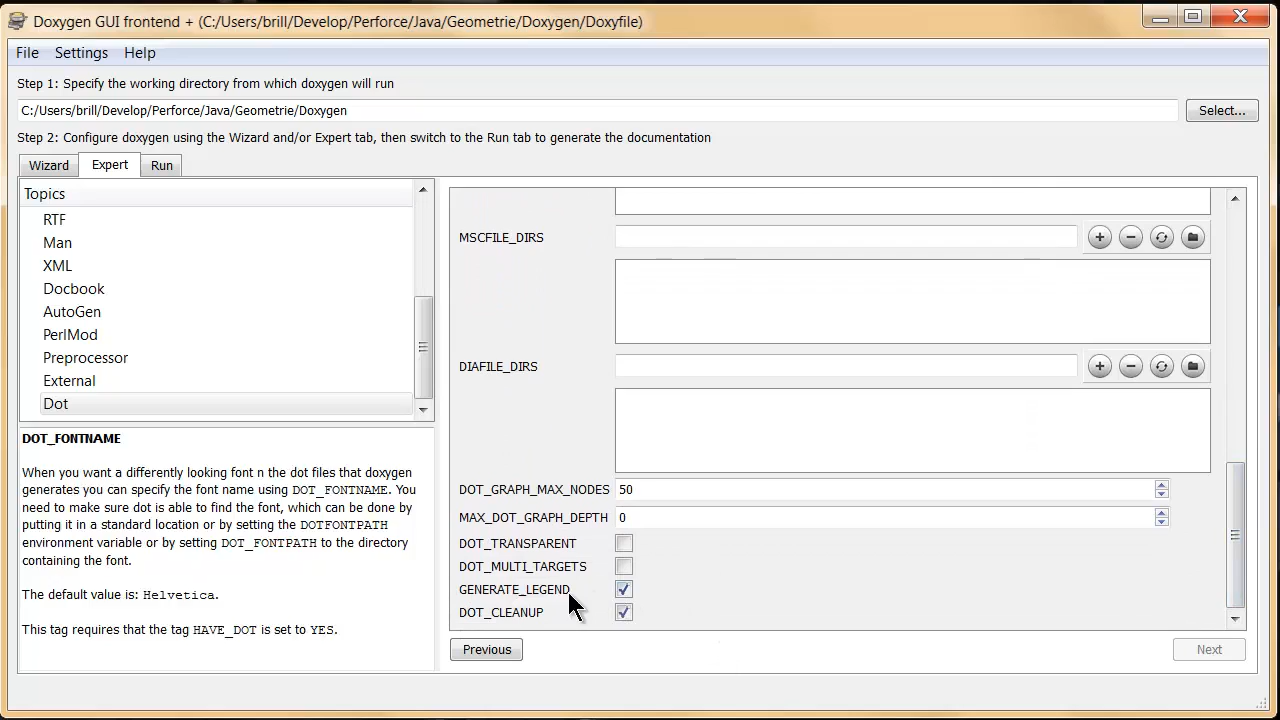 Doxygen GUI frontend + (C:/Users/brill/Develop/Perforce/Java/Geometrie/Doxygen/Doxyfile)
File Settings Help
Step 1: Specify the working directory from which doxygen will run
C:/Users/brill/Develop/Perforce/Java/Geometrie/Doxygen
Select...
Step 2: Configure doxygen using the Wizard and/or Expert tab, then switch to the Run tab to generate the documentation
Wizard Expert Run
Topics
RTF
Man
XML
Docbook
AutoGen
PerlMod
Preprocessor
External
Dot
DOT_FONTNAME
When you want a differently looking font n the dot files that doxygen
generates you can specify the font name using DOT_FONTNAME. You
need to make sure dot is able to find the font, which can be done by
putting it in a standard location or by setting the DOTFONTPATH
environment variable or by setting DOT_FONTPATH to the directory
containing the font.
The default value is: Helvetica.
This tag requires that the tag HAVE_DOT is set to YES.
MSCFILE_DIRS
DIAFILE_DIRS
DOT_GRAPH_MAX_NODES 50
MAX_DOT_GRAPH_DEPTH 0
DOT_TRANSPARENT
DOT_MULTI_TARGETS
GENERATE_LEGEND
DOT_CLEANUP
Previous
Next